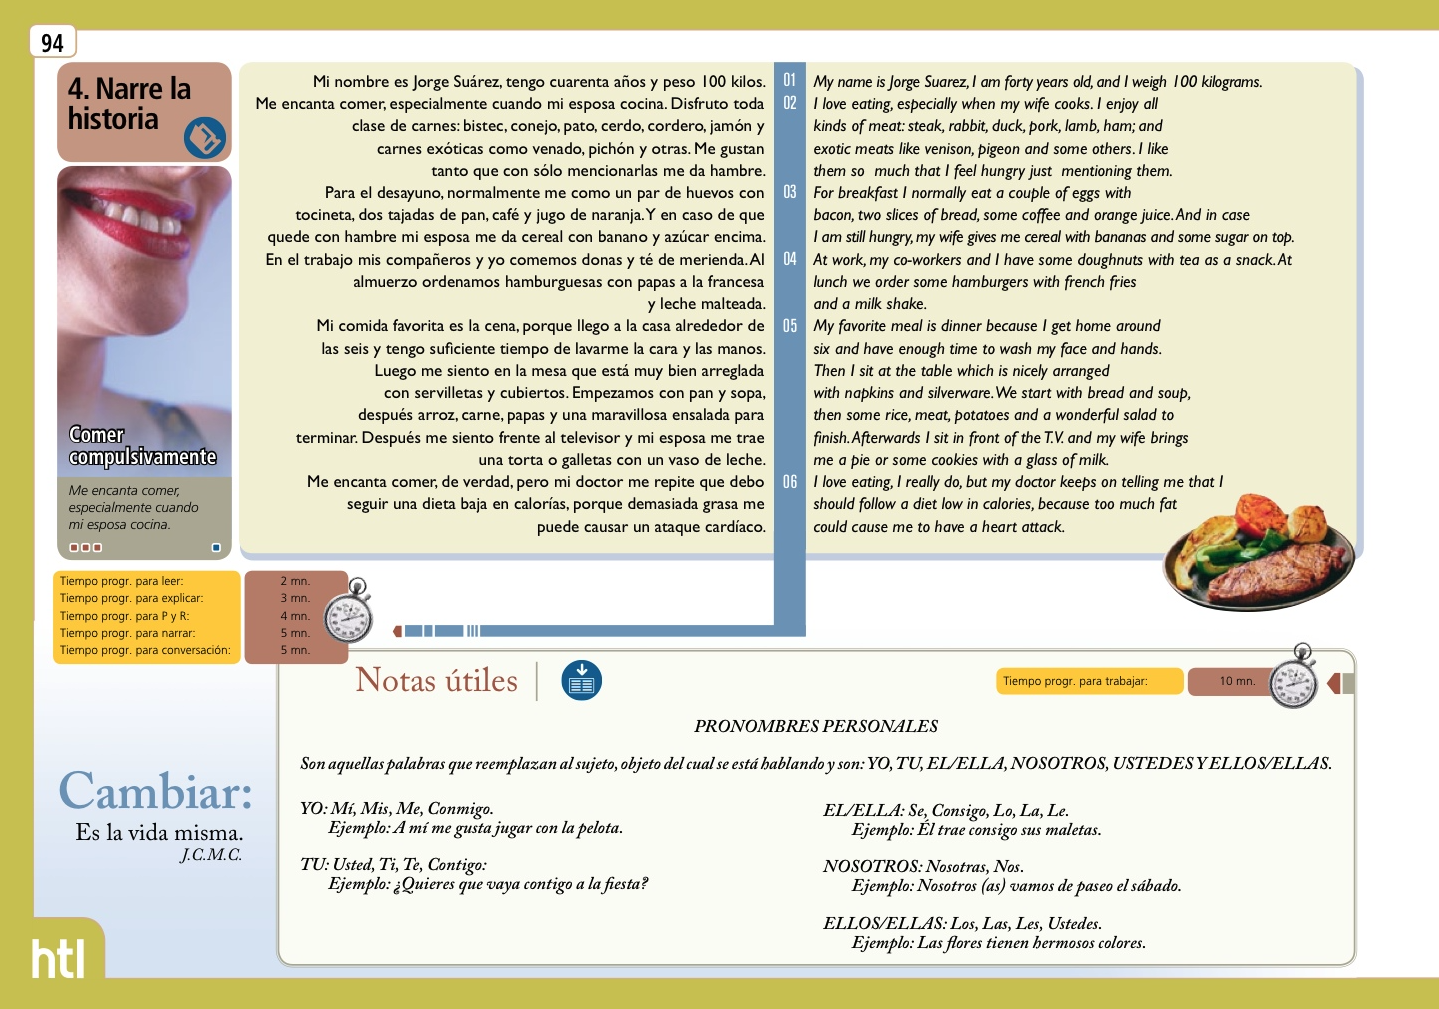 94
4. Narre la
historia
Comer
compulsivamente
Me encanta comer,
especialmente cuando
mi esposa cocina.
Mi nombre es Jorge Suárez, tengo cuarenta años y peso 100 kilos.
Me encanta comer, especialmente cuando mi esposa cocina. Disfruto toda
clase de carnes: bistec, conejo, pato, cerdo, cordero, jamón y
carnes exóticas como venado, pichón y otras. Me gustan
tanto que con sólo mencionarlas me da hambre.
Para el desayuno, normalmente me como un par de huevos con
tocineta, dos tajadas de pan, café y jugo de naranja. Y en caso de que
quede con hambre mi esposa me da cereal con banano y azúcar encima.
En el trabajo mis compañeros y yo comemos donas y té de merienda. Al
almuerzo ordenamos hamburguesas con papas a la francesa
y leche malteada.
Mi comida favorita es la cena, porque llego a la casa alrededor de
las seis y tengo suficiente tiempo de lavarme la cara y las manos.
Luego me siento en la mesa que está muy bien arreglada
con servilletas y cubiertos. Empezamos con pan y sopa,
después arroz, carne, papas y una maravillosa ensalada para
terminar. Después me siento frente al televisor y mi esposa me trae
una torta o galletas con un vaso de leche.
Me encanta comer, de verdad, pero mi doctor me repite que debo
seguir una dieta baja en calorías, porque demasiada grasa me
puede causar un ataque cardíaco.
01
02
03
04
05
06
My name is Jorge Suarez, I am forty years old, and I weigh 100 kilograms.
I love eating, especially when my wife cooks. I enjoy all
kinds of meat: steak, rabbit, duck, pork, lamb, ham; and
exotic meats like venison, pigeon and some others. I like
them so much that I feel hungry just mentioning them.
For breakfast I normally eat a couple of eggs with
bacon, two slices of bread, some coffee and orange juice. And in case
I am still hungry, my wife gives me cereal with bananas and some sugar on top.
At work, my co-workers and I have some doughnuts with tea as a snack. At
lunch we order some hamburgers with french fries
and a milk shake.
My favorite meal is dinner because I get home around
six and have enough time to wash my face and hands.
Then I sit at the table which is nicely arranged
with napkins and silverware. We start with bread and soup,
then some rice, meat, potatoes and a wonderful salad to
finish. Afterwards I sit in front of the T.V. and my wife brings
me a pie or some cookies with a glass of milk.
I love eating, I really do, but my doctor keeps on telling me that I
should follow a diet low in calories, because too much fat
could cause me to have a heart attack.
Tiempo progr. para leer: 2 mn.
Tiempo progr. para explicar: 3 mn.
Tiempo progr. para P y R: 4 mn.
Tiempo progr. para narrar: 5 mn.
Tiempo progr. para conversación: 5 mn.
Notas útiles
Tiempo progr. para trabajar: 10 mn.
PRONOMBRES PERSONALES
Son aquellas palabras que reemplazan al sujeto, objeto del cual se está hablando y son: YO, TU, EL/ELLA, NOSOTROS, USTEDES Y ELLOS/ELLAS.
YO: Mí, Mis, Me, Conmigo.
Ejemplo: A mí me gusta jugar con la pelota.
TU: Usted, Ti, Te, Contigo:
Ejemplo: ¿Quieres que vaya contigo a la fiesta?
EL/ELLA: Se, Consigo, Lo, La, Le.
Ejemplo: Él trae consigo sus maletas.
NOSOTROS: Nosotras, Nos.
Ejemplo: Nosotros (as) vamos de paseo el sábado.
ELLOS/ELLAS: Los, Las, Les, Ustedes.
Ejemplo: Las flores tienen hermosos colores.
Cambiar:
Es la vida misma.
J.C.M.C.
htl